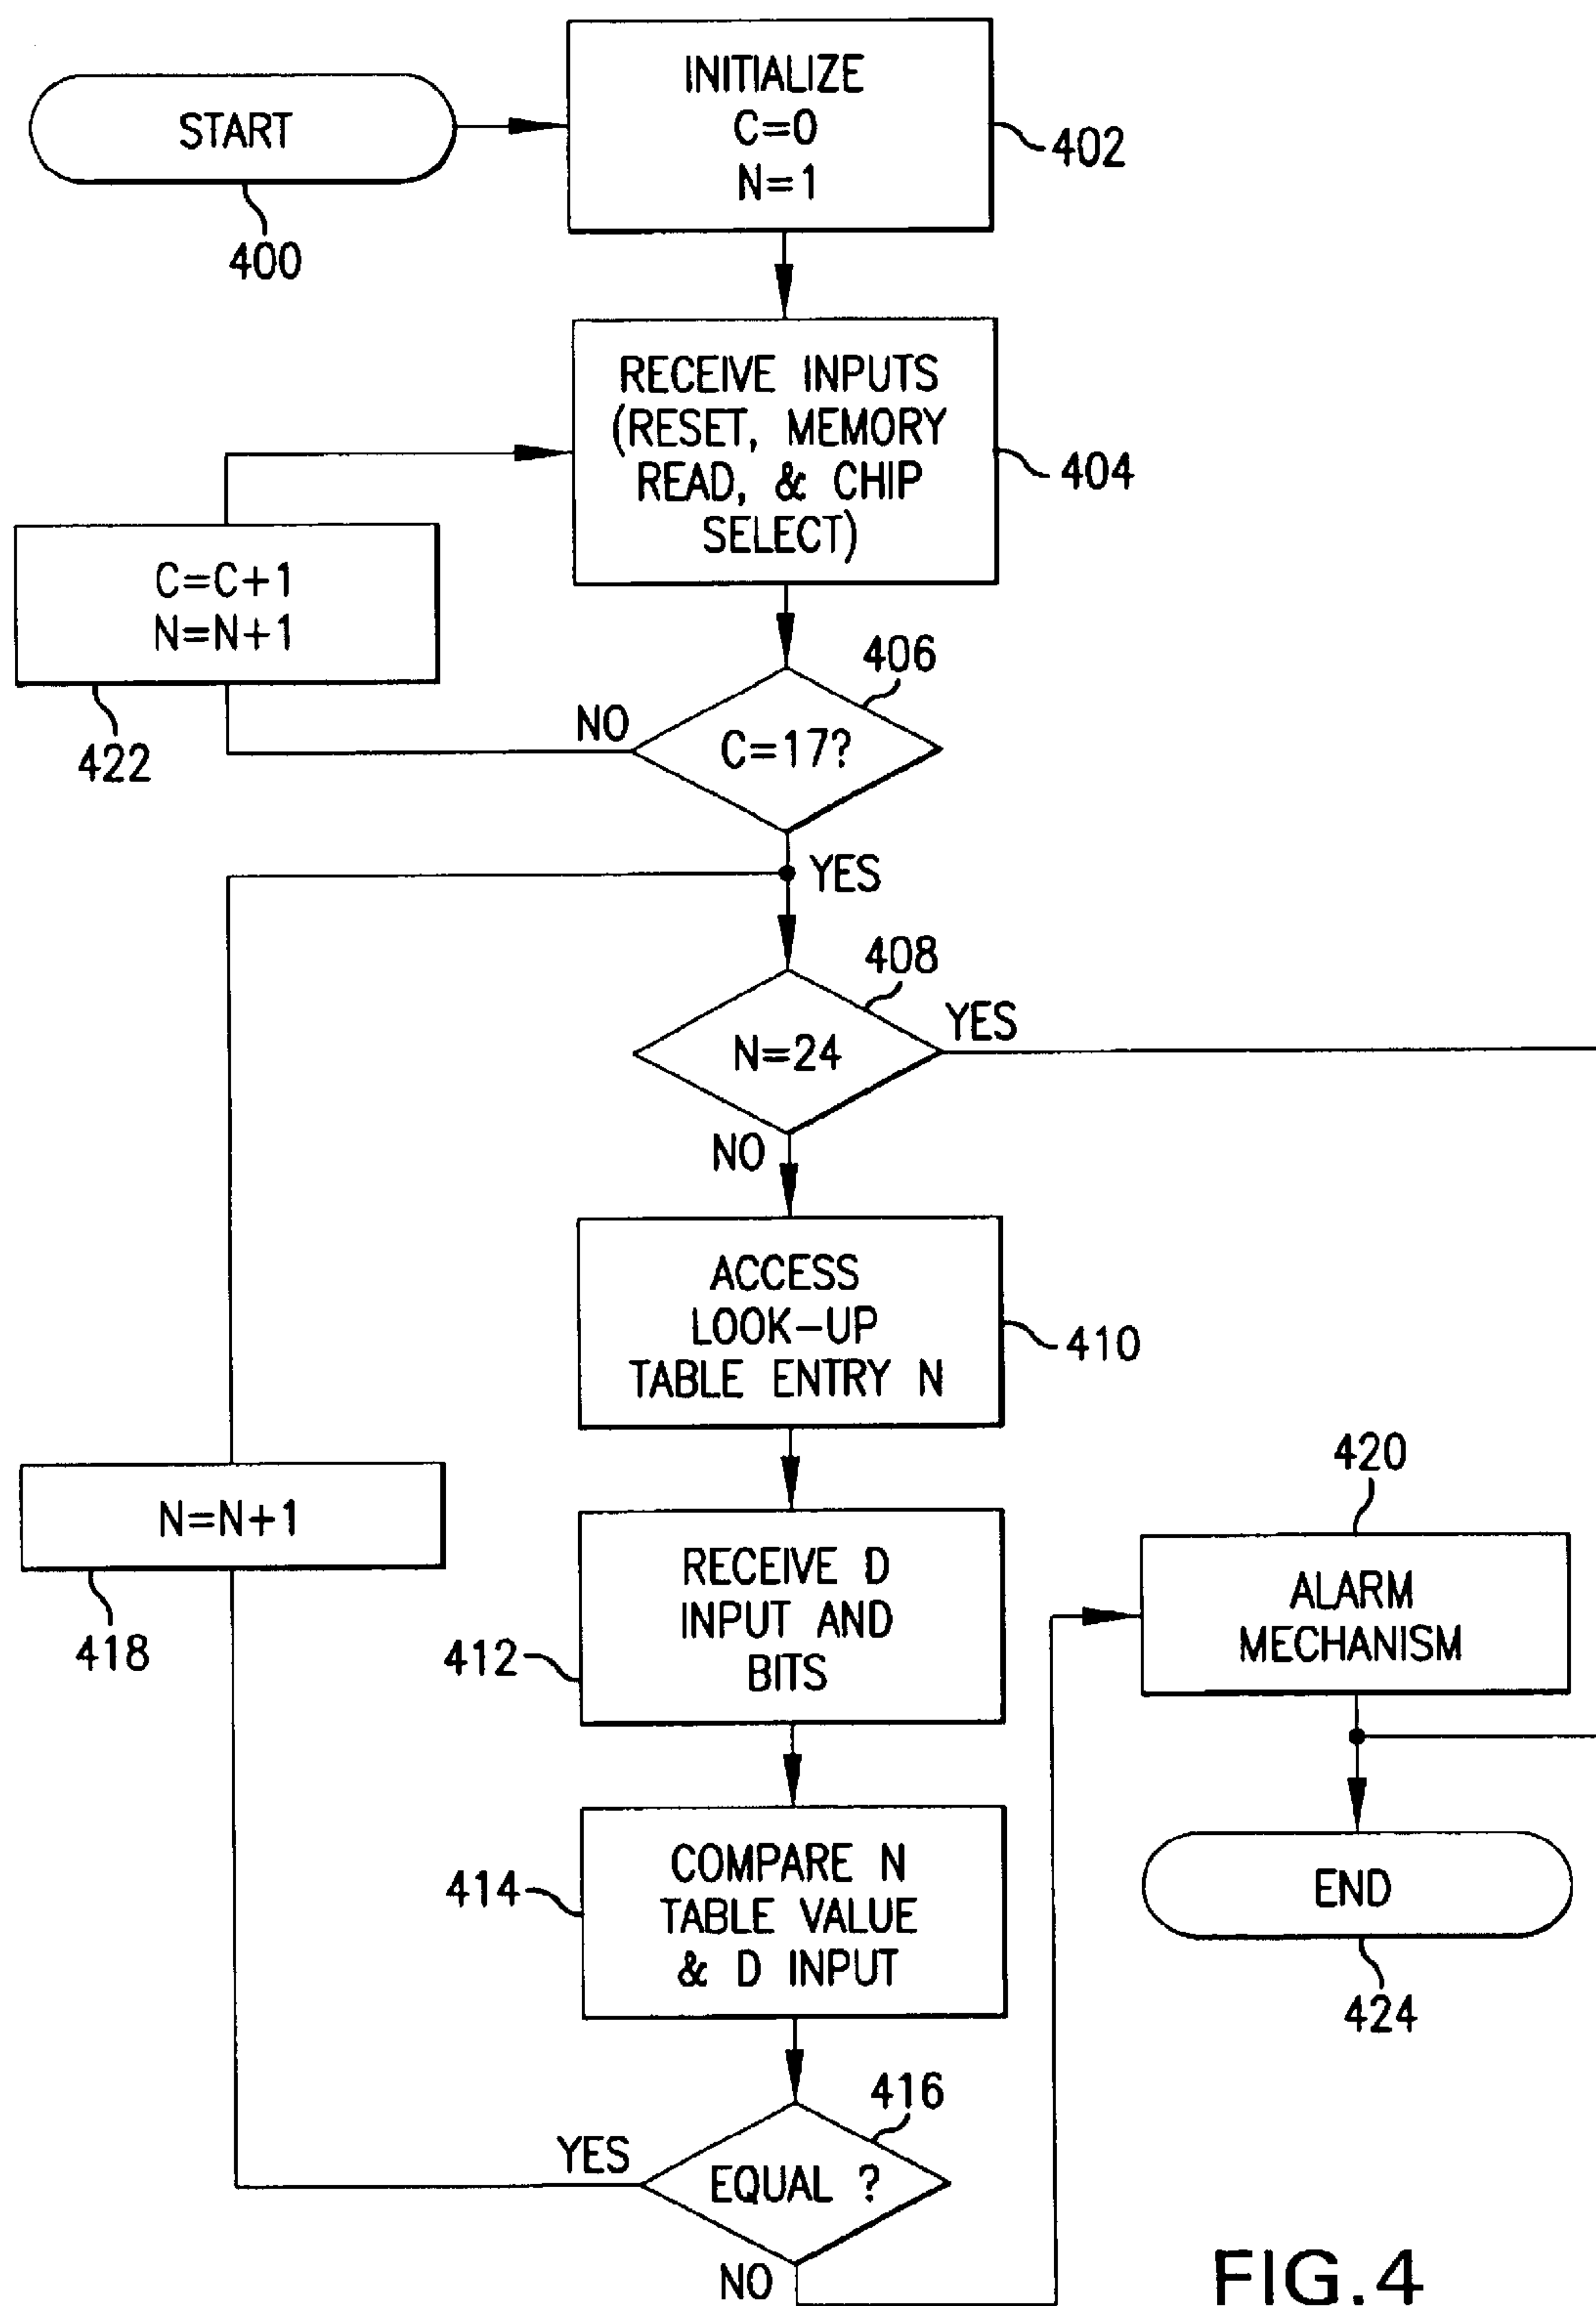 START
400
INITIALIZE
C=0
N=1
402
RECEIVE INPUTS
(RESET, MEMORY
READ, & CHIP
SELECT)
404
C=C+1
N=N+1
422
406
C=17?
NO
YES
408
N=24
YES
NO
ACCESS
LOOK-UP
TABLE ENTRY N
410
N=N+1
418
RECEIVE D
INPUT AND
BITS
412
COMPARE N
TABLE VALUE
& D INPUT
414
416
EQUAL ?
YES
NO
420
ALARM
MECHANISM
END
424
FIG.4